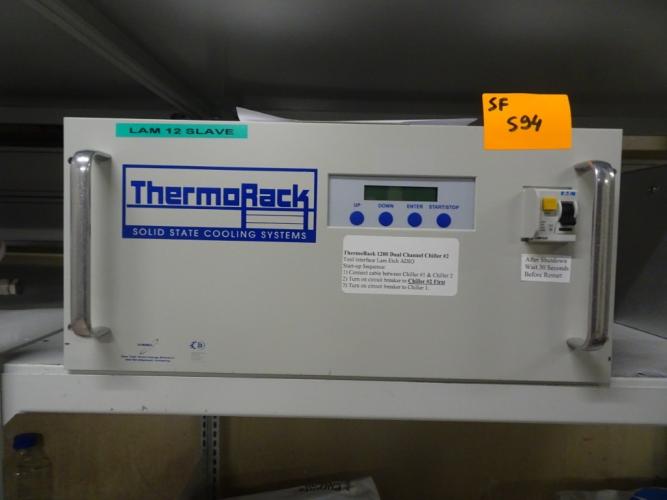 SF
594
LAM 12 SLAVE
ThermoRack
SOLID STATE COOLING SYSTEMS
UP DOWN ENTER START/STOP
EATON
ThermoRack 1200 Dual Channel Chiller #2
Tool interface Lam Etch ADIO
Start-up Sequence:
1) Connect cable between Chiller #1 & Chiller 2
2) Turn on circuit breaker to Chiller #2 First
3) Turn on circuit breaker to Chiller 1.
After Shutdown
Wait 30 Seconds
Before Restart